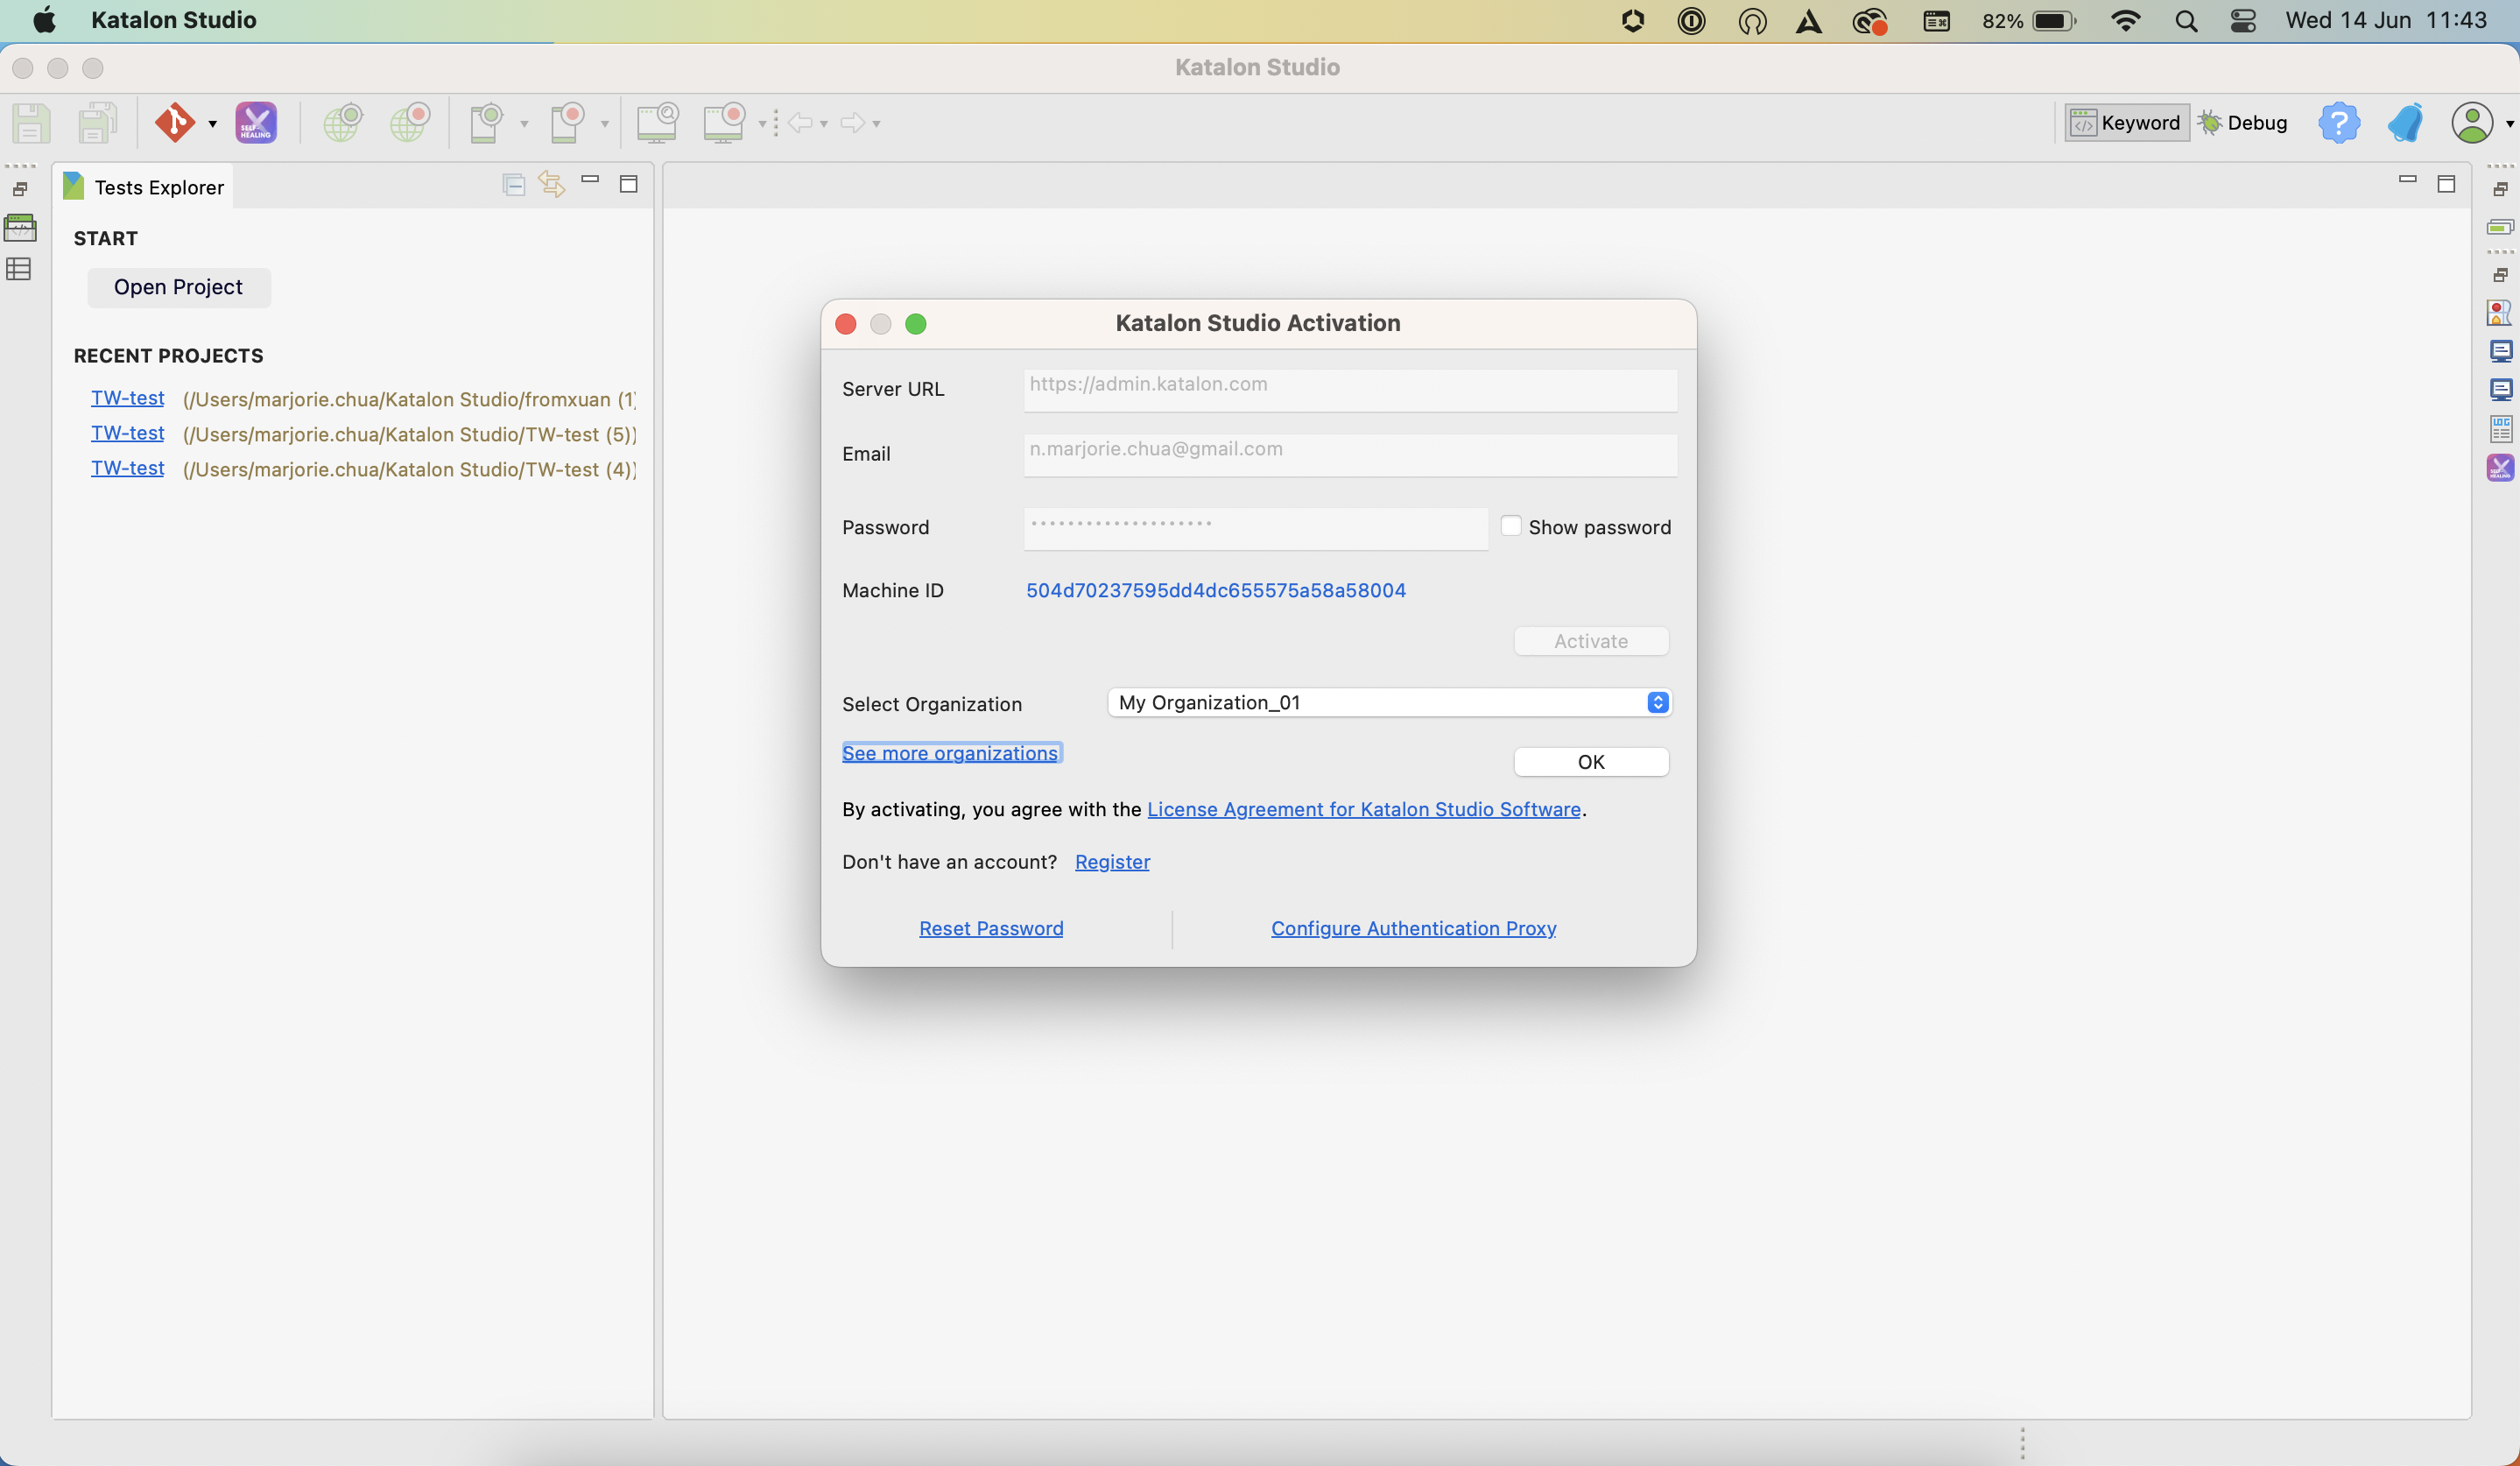 Katalon Studio
82%
Wed 14 Jun 11:43
Katalon Studio
SELF-HEALING
Keyword
Debug
Tests Explorer
START
Open Project
RECENT PROJECTS
TW-test (/Users/marjorie.chua/Katalon Studio/fromxuan (1)
TW-test (/Users/marjorie.chua/Katalon Studio/TW-test (5))
TW-test (/Users/marjorie.chua/Katalon Studio/TW-test (4))
Katalon Studio Activation
Server URL https://admin.katalon.com
Email n.marjorie.chua@gmail.com
Password Show password
Machine ID 504d70237595dd4dc655575a58a58004
Activate
Select Organization My Organization_01
See more organizations
OK
By activating, you agree with the License Agreement for Katalon Studio Software.
Don't have an account? Register
Reset Password Configure Authentication Proxy
LOG